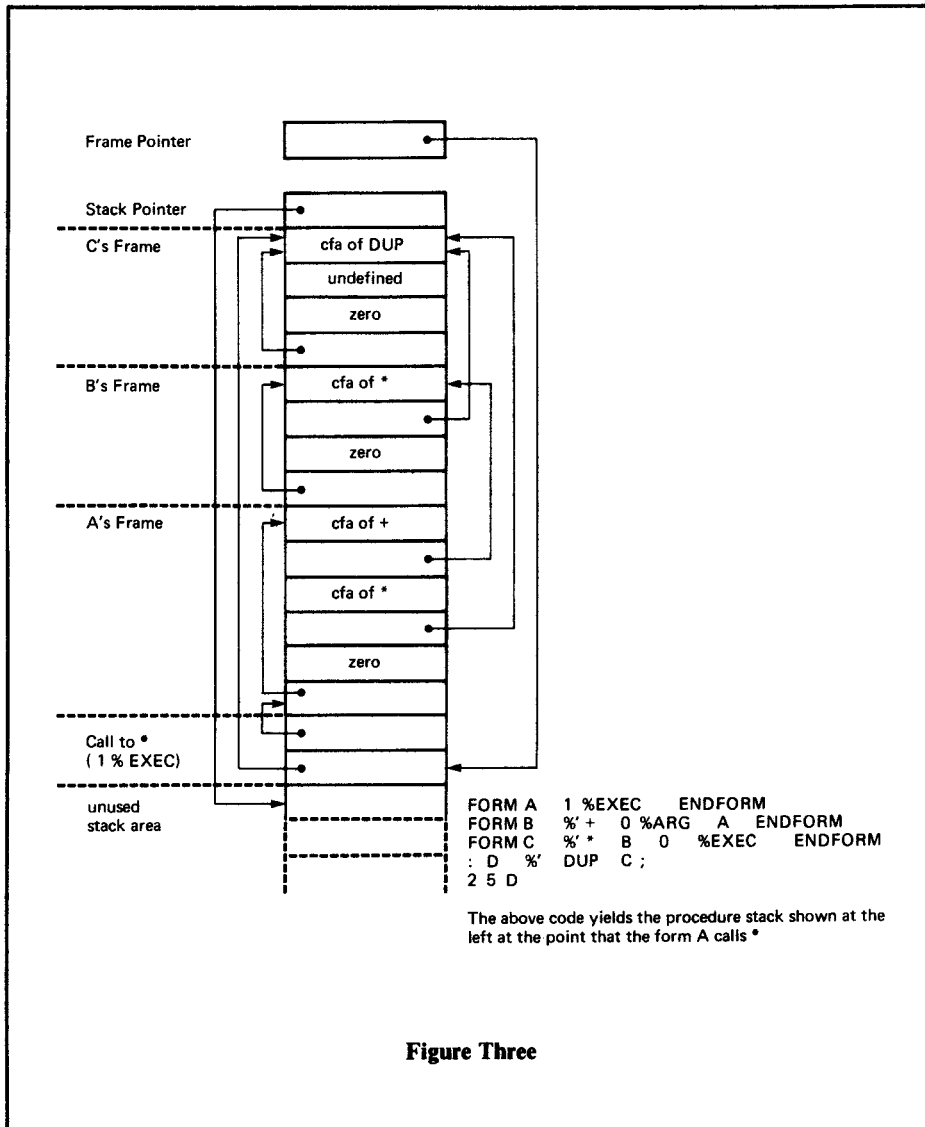 Frame Pointer
Stack Pointer
C's Frame
cfa of DUP
undefined
zero
B's Frame
cfa of *
zero
A's Frame
cfa of +
cfa of *
zero
Call to *
( 1 % EXEC)
unused
stack area
FORM A 1 %EXEC ENDFORM
FORM B %' + 0 %ARG A ENDFORM
FORM C %' * B 0 %EXEC ENDFORM
: D %' DUP C ;
2 5 D
The above code yields the procedure stack shown at the
left at the point that the form A calls *
Figure Three